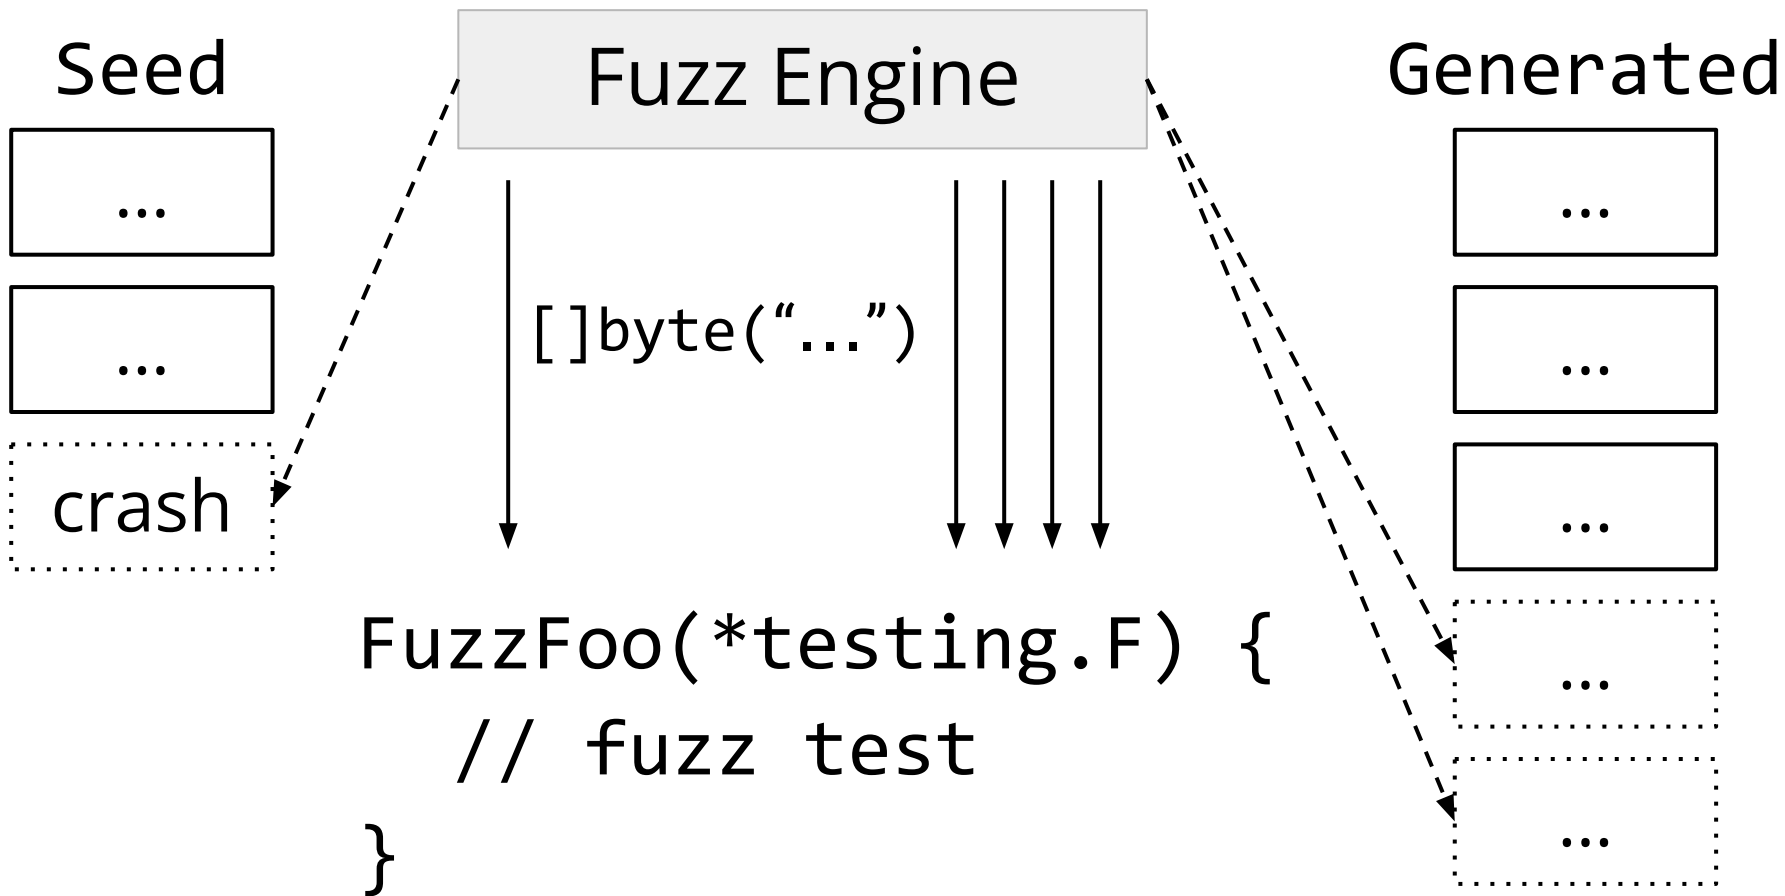 Seed
Fuzz Engine
Generated
...
...
...
...
[]byte(“...”)
crash
...
FuzzFoo(*testing.F) {
...
// fuzz test
...
}